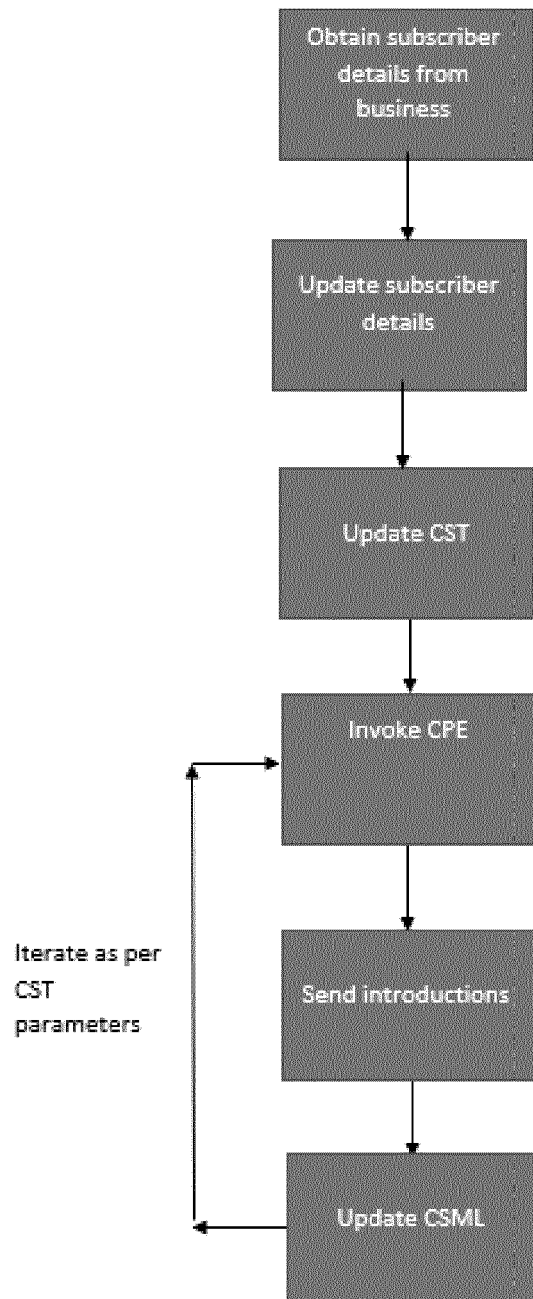 Obtain subscriber
details from
business
Update subscriber
details
Update CST
Invoke CPE
Iterate as per
CST
parameters
Send introductions
Update CSML